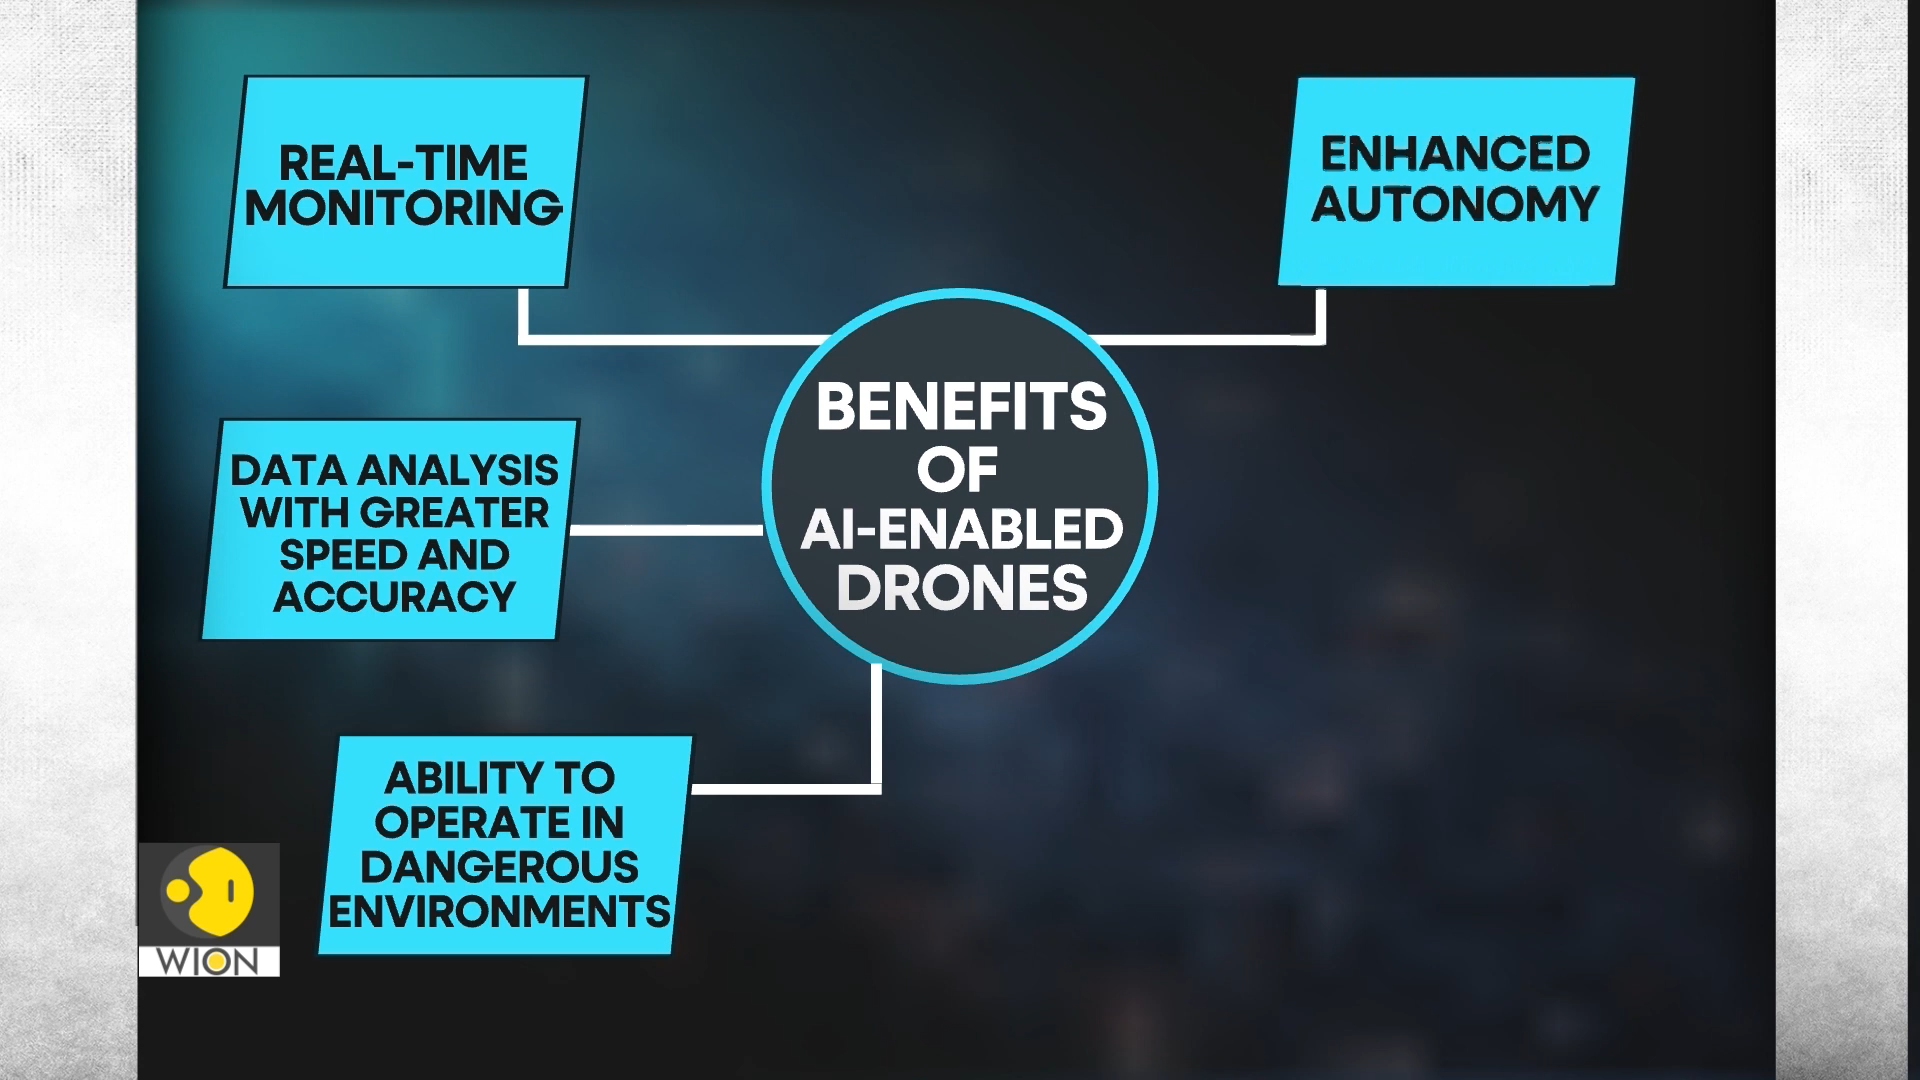 REAL-TIME
MONITORING
ENHANCED
AUTONOMY
BENEFITS
OF
AI-ENABLED
DRONES
DATA ANALYSIS
WITH GREATER
SPEED AND
ACCURACY
ABILITY TO
OPERATE IN
DANGEROUS
ENVIRONMENTS
WION